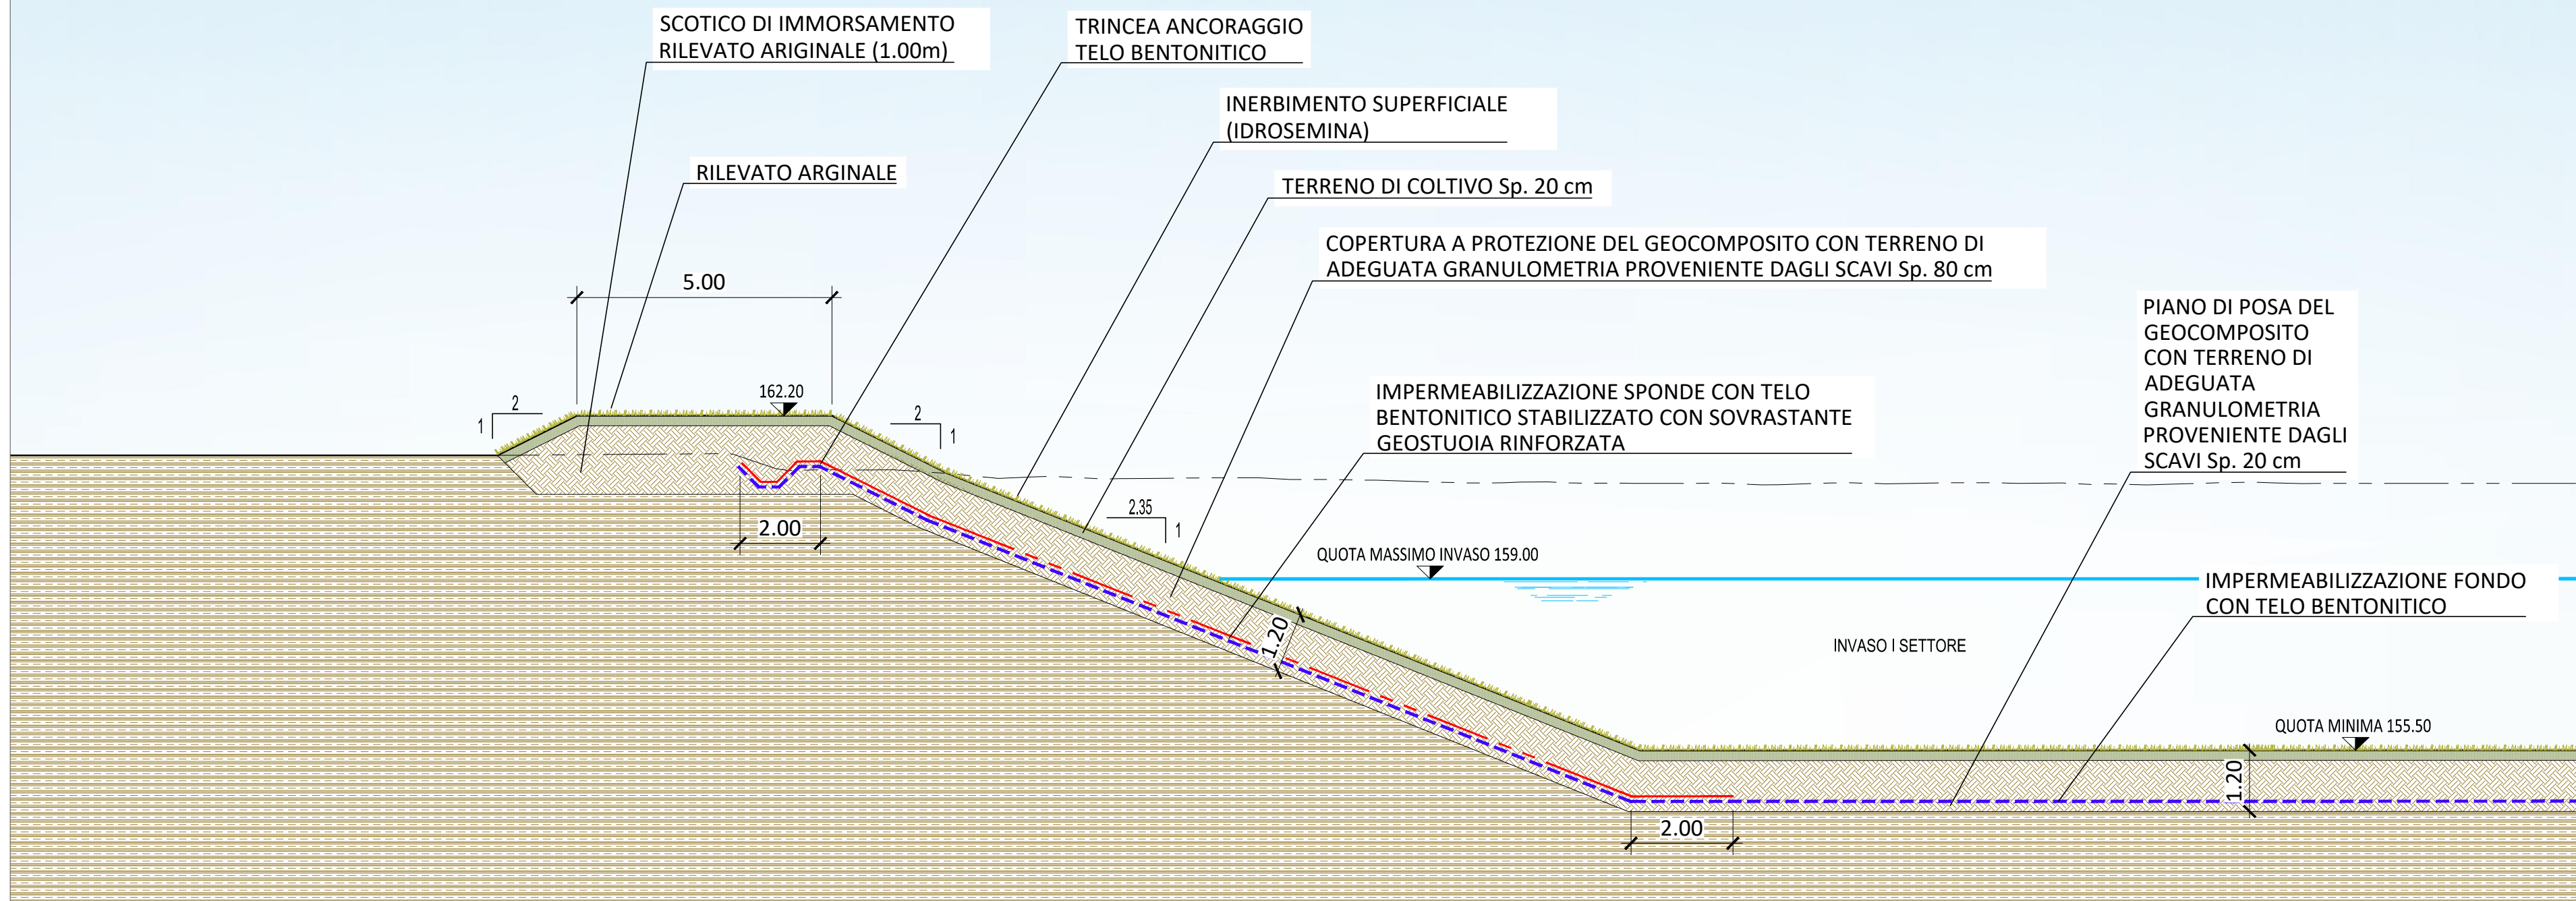 SCOTICO DI IMMORSAMENTO
RILEVATO ARIGINALE (1.00m)
TRINCEA ANCORAGGIO
TELO BENTONITICO
INERBIMENTO SUPERFICIALE
(IDROSEMINA)
RILEVATO ARGINALE
TERRENO DI COLTIVO Sp. 20 cm
COPERTURA A PROTEZIONE DEL GEOCOMPOSITO CON TERRENO DI
ADEGUATA GRANULOMETRIA PROVENIENTE DAGLI SCAVI Sp. 80 cm
5.00
PIANO DI POSA DEL
GEOCOMPOSITO
CON TERRENO DI
ADEGUATA
GRANULOMETRIA
PROVENIENTE DAGLI
SCAVI Sp. 20 cm
162.20
IMPERMEABILIZZAZIONE SPONDE CON TELO
BENTONITICO STABILIZZATO CON SOVRASTANTE
GEOSTUOIA RINFORZATA
2
1
2
1
2.35
1
2.00
QUOTA MASSIMO INVASO 159.00
IMPERMEABILIZZAZIONE FONDO
CON TELO BENTONITICO
1.20
INVASO I SETTORE
QUOTA MINIMA 155.50
1.20
2.00